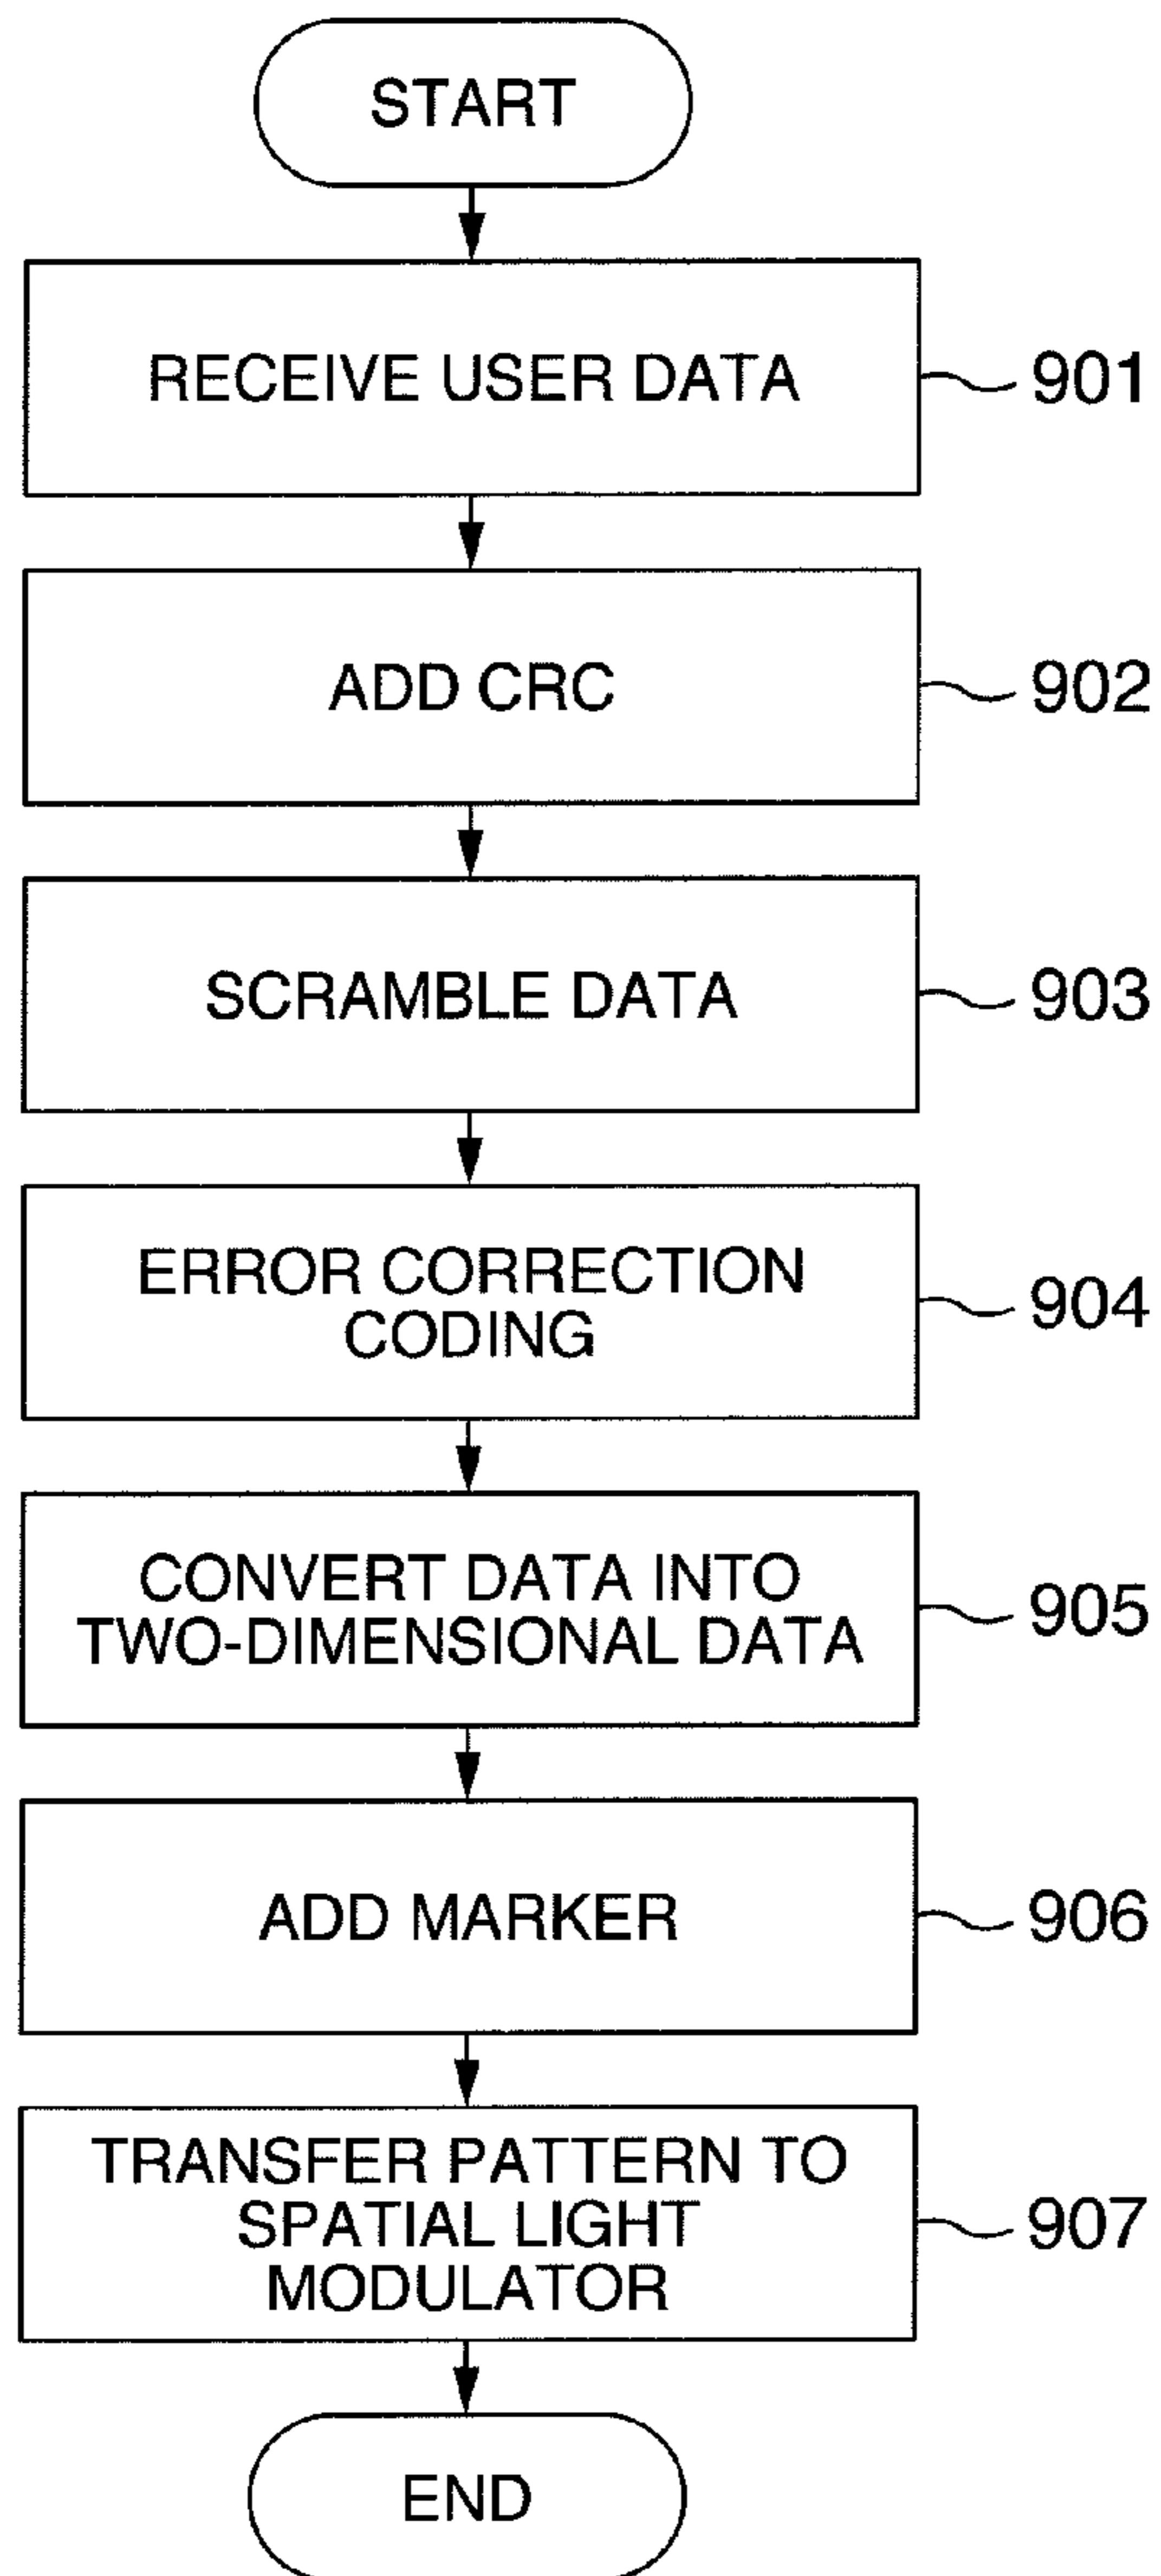 START
RECEIVE USER DATA
901
ADD CRC
902
SCRAMBLE DATA
903
ERROR CORRECTION
CODING
904
CONVERT DATA INTO
TWO-DIMENSIONAL DATA
905
ADD MARKER
906
TRANSFER PATTERN TO
SPATIAL LIGHT
MODULATOR
907
END